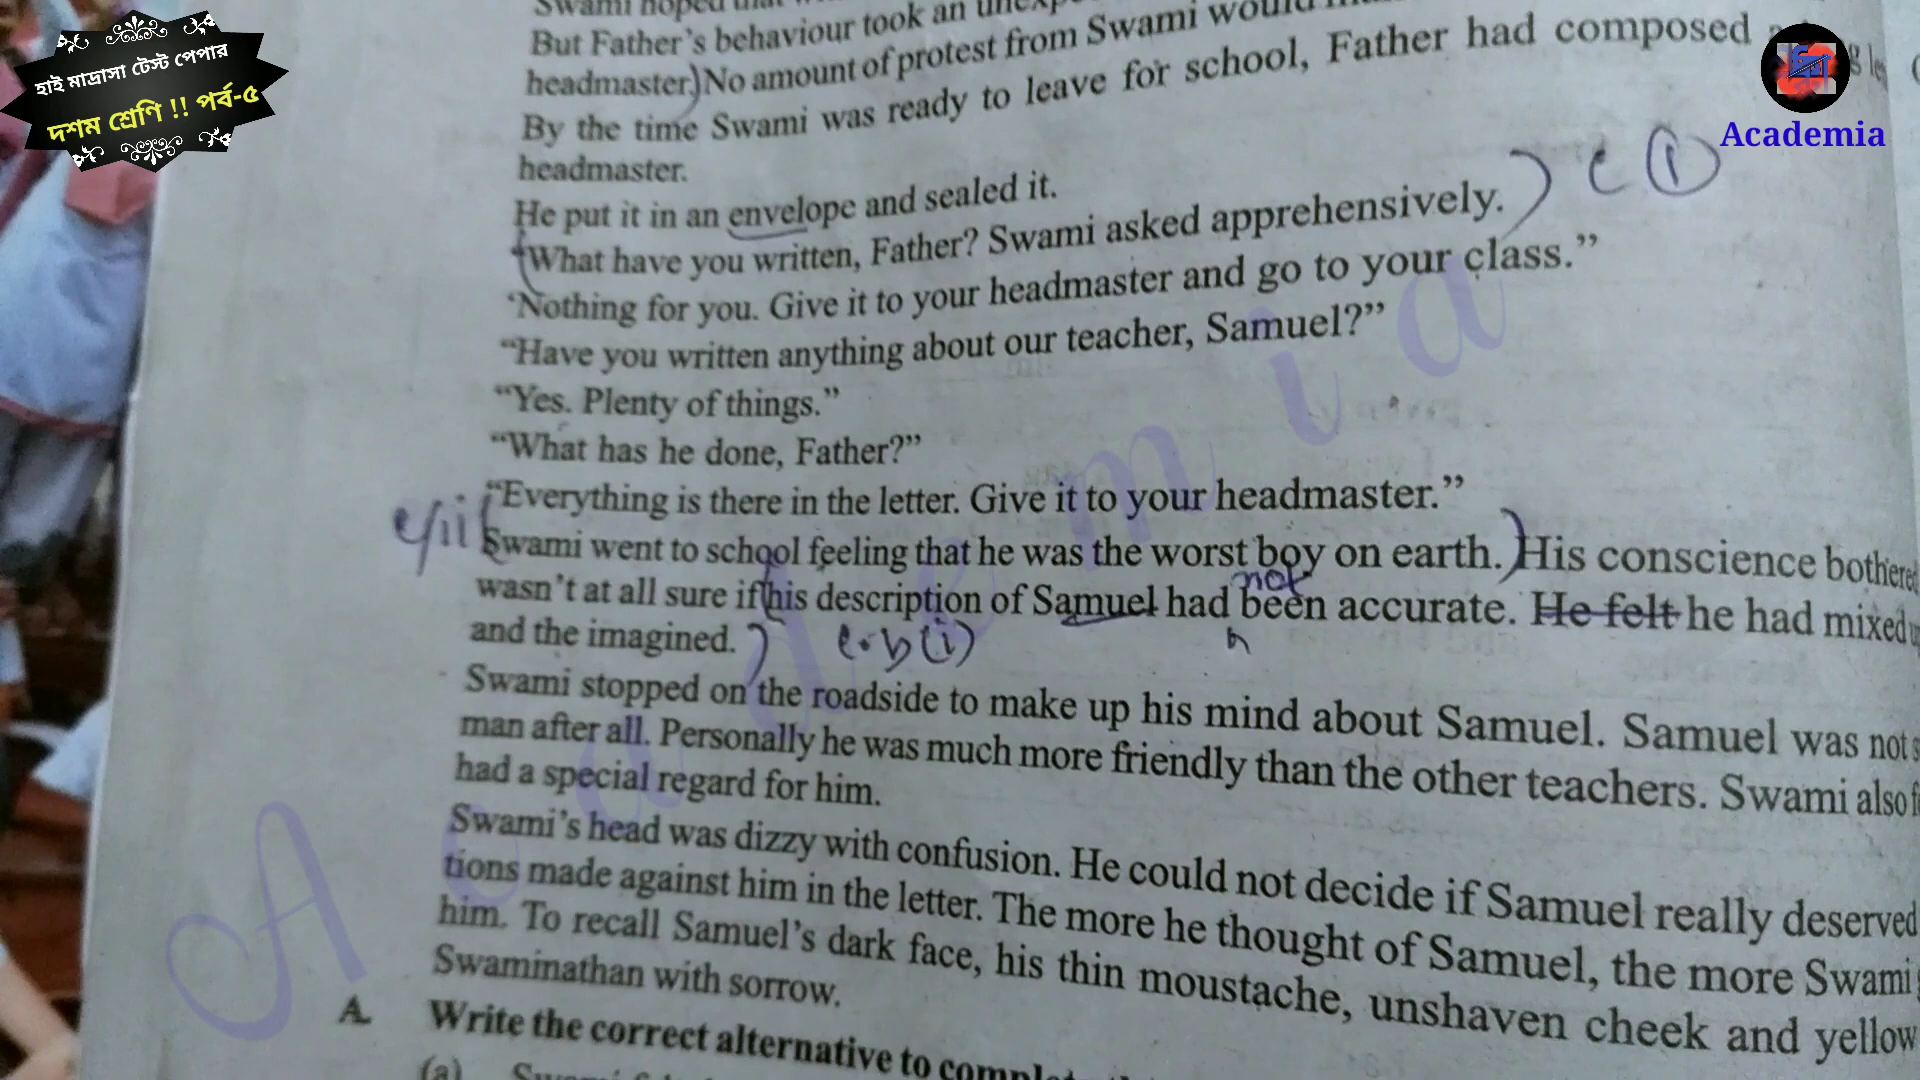 হাই মাদ্রাসা টেস্ট পেপার
দশম শ্রেণি !! পর্ব-৫
Academia
But Father's behaviour took an
headmaster.) No amount of protest from Swami would
By the time Swami was ready to leave for school, Father had composed
headmaster.
He put it in an envelope and sealed it.
"What have you written, Father? Swami asked apprehensively. ) c (1)
'Nothing for you. Give it to your headmaster and go to your class."
"Have you written anything about our teacher, Samuel?"
"Yes. Plenty of things."
"What has he done, Father?"
"Everything is there in the letter. Give it to your headmaster."
e/ii
Swami went to school feeling that he was the worst boy on earth.) His conscience bothered
not
wasn't at all sure if his description of Samuel had been accurate. He felt he had mixed
and the imagined. ) e.b(i)
Swami stopped on the roadside to make up his mind about Samuel. Samuel was not
man after all. Personally he was much more friendly than the other teachers. Swami also
had a special regard for him.
Swami's head was dizzy with confusion. He could not decide if Samuel really deserved
tions made against him in the letter. The more he thought of Samuel, the more Swami
him. To recall Samuel's dark face, his thin moustache, unshaven cheek and yellow
Swaminathan with sorrow.
A. Write the correct alternative to
(a)
Academia